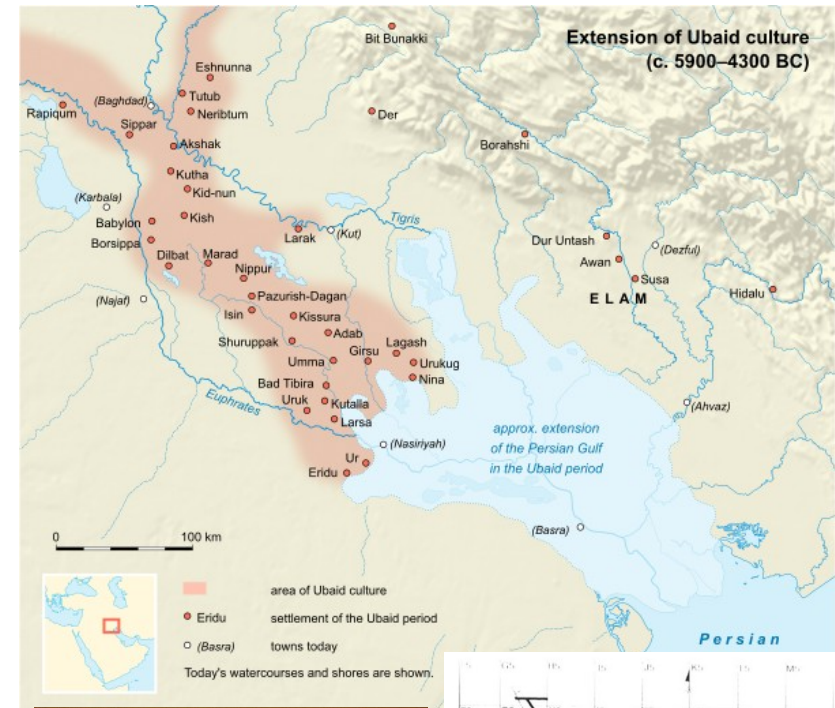 Extension of Ubaid culture
(c. 5900–4300 BC)
Bit Bunakki
Eshnunna
Tutub
(Baghdad)
Neribtum
Rapiqum
Der
Sippar
Borahshi
Akshak
Kutha
Kid-nun
(Karbala)
Kish
Babylon
Tigris
Larak
(Kut)
Borsippa
Dur Untash
(Dezful)
Dilbat
Marad
Awan
Nippur
Susa
Hidalu
(Najaf)
Pazurish-Dagan
ELAM
Isin
Kissura
Adab
Shuruppak
Lagash
Girsu
Umma
Urukug
Nina
Bad Tibira
Euphrates
Uruk
Kutalla
(Ahvaz)
Larsa
approx. extension
of the Persian Gulf
in the Ubaid period
(Nasiriyah)
Ur
Eridu
(Basra)
0 100 km
area of Ubaid culture
Eridu settlement of the Ubaid period
(Basra) towns today
Today's watercourses and shores are shown.
Persian